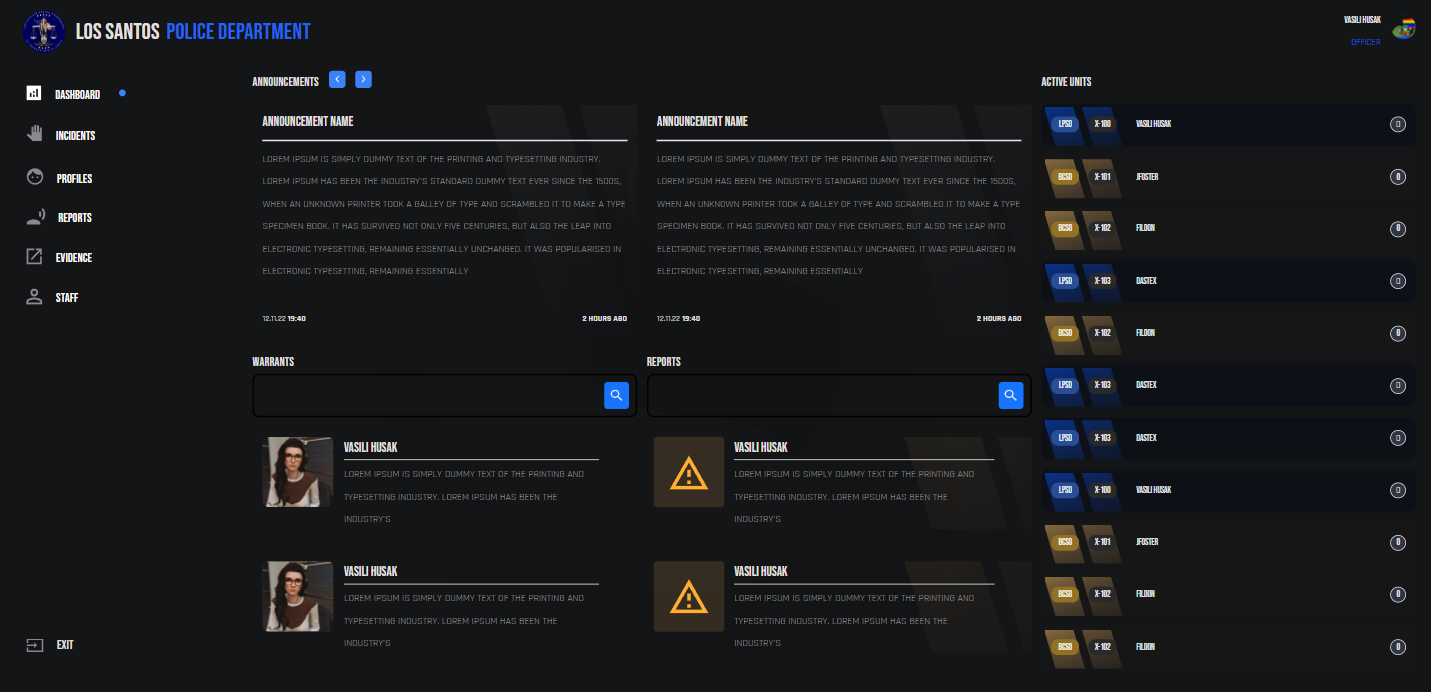 LOS SANTOS POLICE DEPARTMENT
VASILI HUSAK
OFFICER
DASHBOARD
INCIDENTS
PROFILES
REPORTS
EVIDENCE
STAFF
EXIT
ANNOUNCEMENTS
ANNOUNCEMENT NAME
LOREM IPSUM IS SIMPLY DUMMY TEXT OF THE PRINTING AND TYPESETTING INDUSTRY.
LOREM IPSUM HAS BEEN THE INDUSTRY'S STANDARD DUMMY TEXT EVER SINCE THE 1500S,
WHEN AN UNKNOWN PRINTER TOOK A GALLEY OF TYPE AND SCRAMBLED IT TO MAKE A TYPE
SPECIMEN BOOK. IT HAS SURVIVED NOT ONLY FIVE CENTURIES, BUT ALSO THE LEAP INTO
ELECTRONIC TYPESETTING, REMAINING ESSENTIALLY UNCHANGED. IT WAS POPULARISED IN
ELECTRONIC TYPESETTING, REMAINING ESSENTIALLY
12.11.22 19:40
2 HOURS AGO
ANNOUNCEMENT NAME
LOREM IPSUM IS SIMPLY DUMMY TEXT OF THE PRINTING AND TYPESETTING INDUSTRY.
LOREM IPSUM HAS BEEN THE INDUSTRY'S STANDARD DUMMY TEXT EVER SINCE THE 1500S,
WHEN AN UNKNOWN PRINTER TOOK A GALLEY OF TYPE AND SCRAMBLED IT TO MAKE A TYPE
SPECIMEN BOOK. IT HAS SURVIVED NOT ONLY FIVE CENTURIES, BUT ALSO THE LEAP INTO
ELECTRONIC TYPESETTING, REMAINING ESSENTIALLY UNCHANGED. IT WAS POPULARISED IN
ELECTRONIC TYPESETTING, REMAINING ESSENTIALLY
12.11.22 19:40
2 HOURS AGO
WARRANTS
VASILI HUSAK
LOREM IPSUM IS SIMPLY DUMMY TEXT OF THE PRINTING AND
TYPESETTING INDUSTRY. LOREM IPSUM HAS BEEN THE
INDUSTRY'S
VASILI HUSAK
LOREM IPSUM IS SIMPLY DUMMY TEXT OF THE PRINTING AND
TYPESETTING INDUSTRY. LOREM IPSUM HAS BEEN THE
INDUSTRY'S
REPORTS
VASILI HUSAK
LOREM IPSUM IS SIMPLY DUMMY TEXT OF THE PRINTING AND
TYPESETTING INDUSTRY. LOREM IPSUM HAS BEEN THE
INDUSTRY'S
VASILI HUSAK
LOREM IPSUM IS SIMPLY DUMMY TEXT OF THE PRINTING AND
TYPESETTING INDUSTRY. LOREM IPSUM HAS BEEN THE
INDUSTRY'S
ACTIVE UNITS
LPSD X-100 VASILI HUSAK
BCSO X-101 JFOSTER
BCSO X-102 FILDON
LPSD X-103 DASTEX
BCSO X-102 FILDON
LPSD X-103 DASTEX
LPSD X-103 DASTEX
LPSD X-100 VASILI HUSAK
BCSO X-101 JFOSTER
BCSO X-102 FILDON
BCSO X-102 FILDON